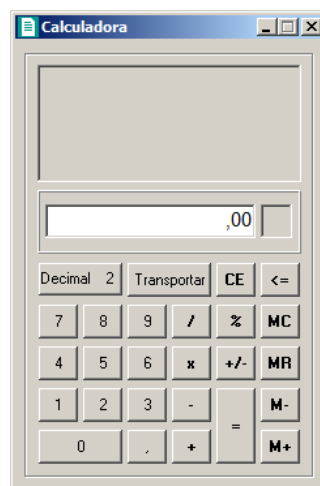 Calculadora
,00
Decimal 2 Transportar CE <=
7 8 9 / % MC
4 5 6 x +/- MR
1 2 3 - = M-
0 , + M+